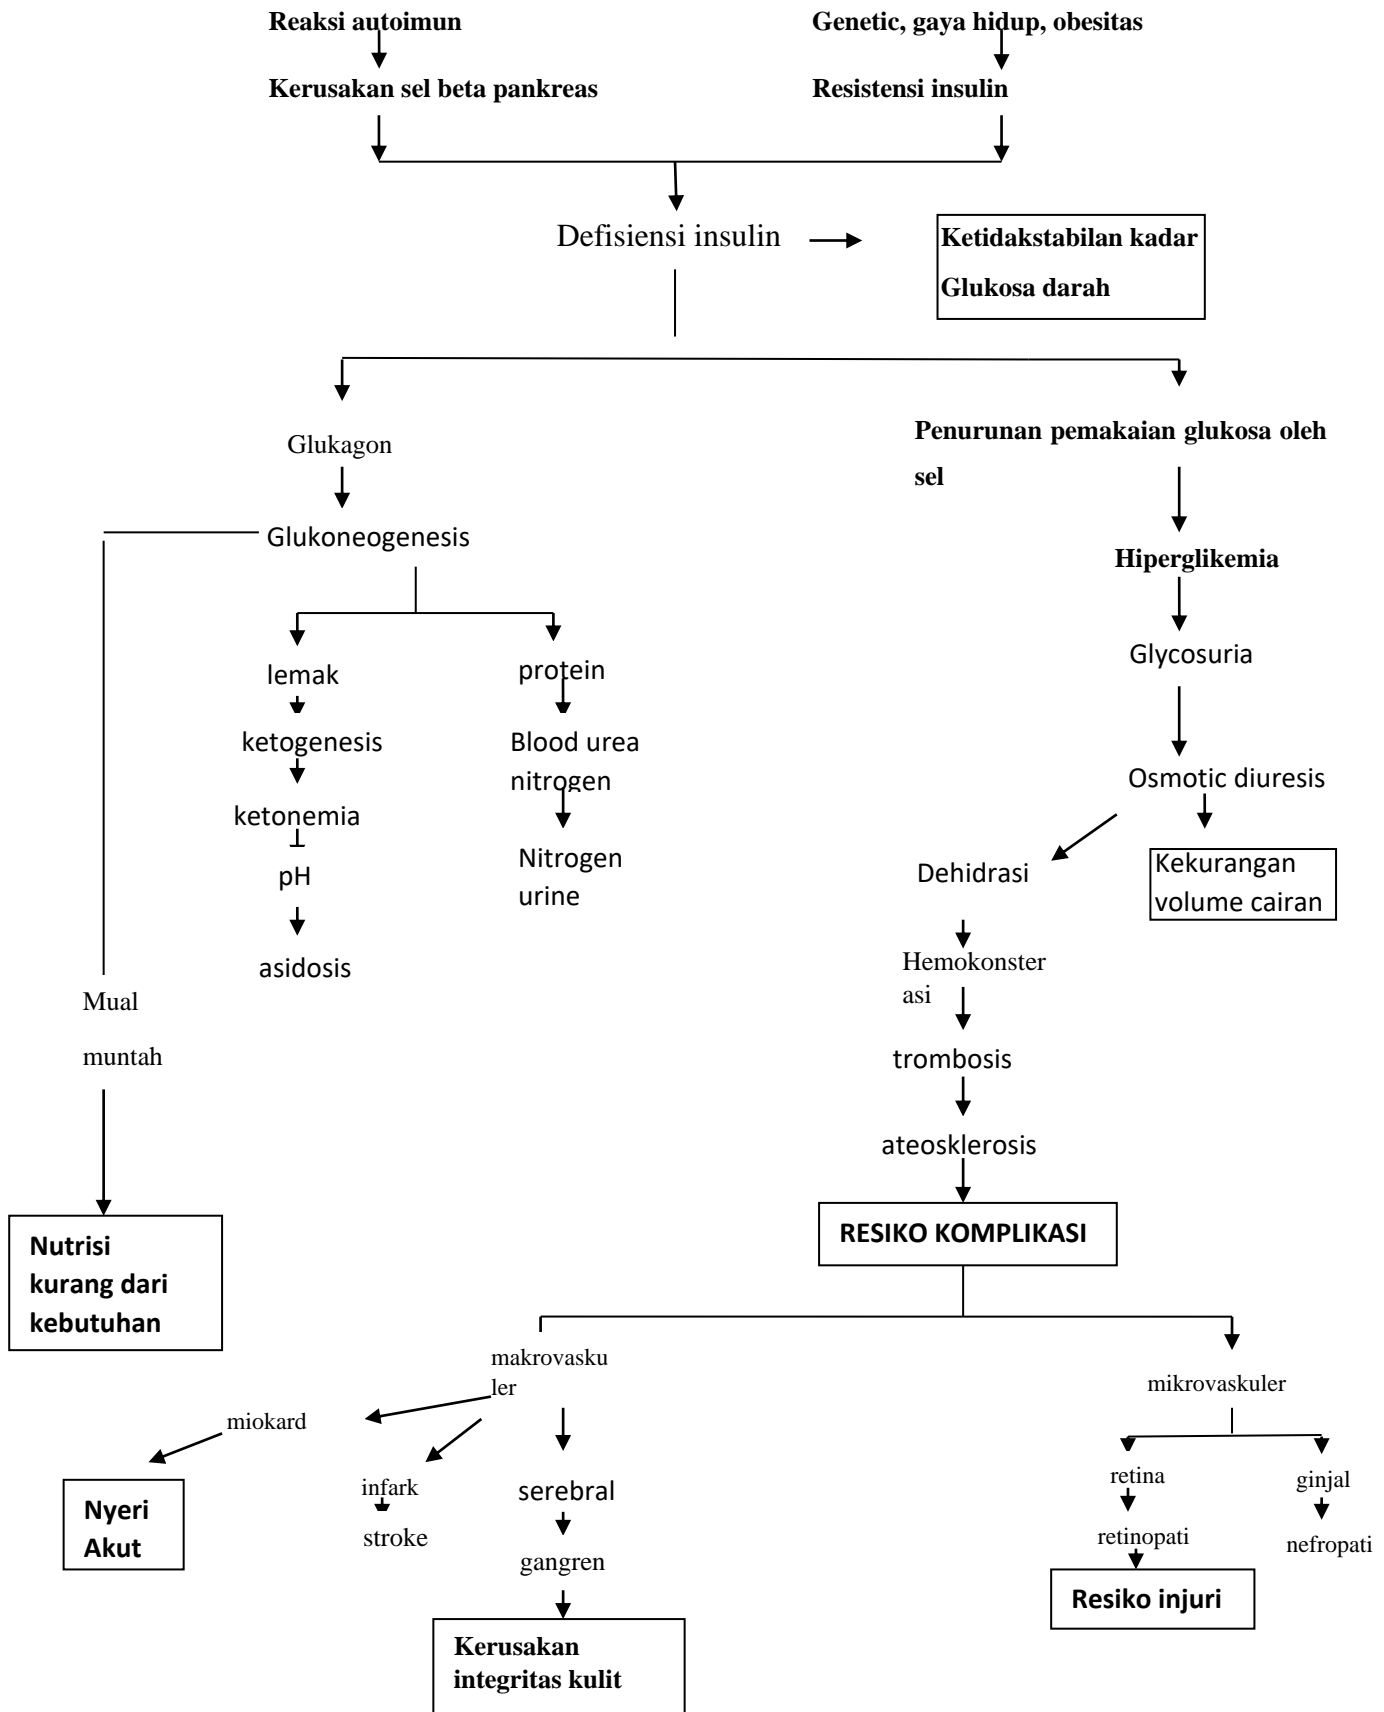 Reaksi autoimun
Genetic, gaya hidup, obesitas
Kerusakan sel beta pankreas
Resistensi insulin
Defisiensi insulin
Ketidakstabilan kadar
Glukosa darah
Glukagon
Penurunan pemakaian glukosa oleh
sel
Glukoneogenesis
Hiperglikemia
lemak
protein
Glycosuria
ketogenesis
Blood urea
nitrogen
Osmotic diuresis
ketonemia
Nitrogen
urine
pH
Dehidrasi
Kekurangan
volume cairan
asidosis
Hemokonster
asi
Mual
muntah
trombosis
ateosklerosis
Nutrisi
kurang dari
kebutuhan
RESIKO KOMPLIKASI
makrovasku
ler
mikrovaskuler
miokard
infark
stroke
serebral
retina
ginjal
Nyeri
Akut
gangren
retinopati
nefropati
Resiko injuri
Kerusakan
integritas kulit